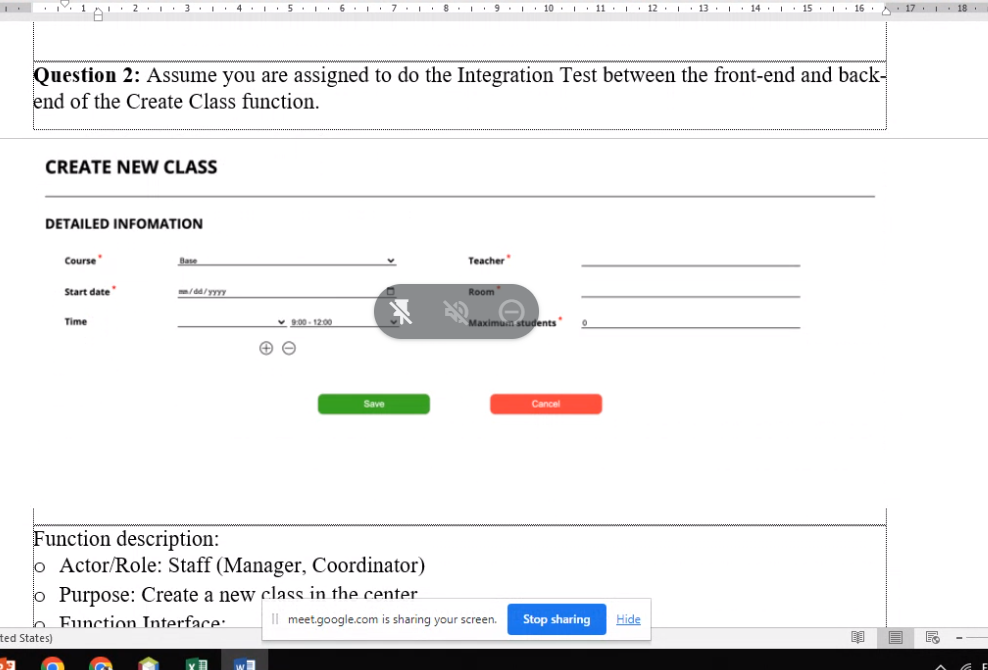 1 · 2 · 3 · 4 · 5 · 6 · 7 · 8 · 9 · 10 · 11 · 12 · 13 · 14 · 15 · 16 · 17 · 18
Question 2: Assume you are assigned to do the Integration Test between the front-end and back-
end of the Create Class function.
CREATE NEW CLASS
DETAILED INFOMATION
Course * Base Teacher *
Start date * mm/dd/yyyy Room *
Time 9:00 - 12:00 Maximum students * 0
Save Cancel
Function description:
o Actor/Role: Staff (Manager, Coordinator)
o Purpose: Create a new class in the center
o Function Interface:
meet.google.com is sharing your screen. Stop sharing Hide
ted States)